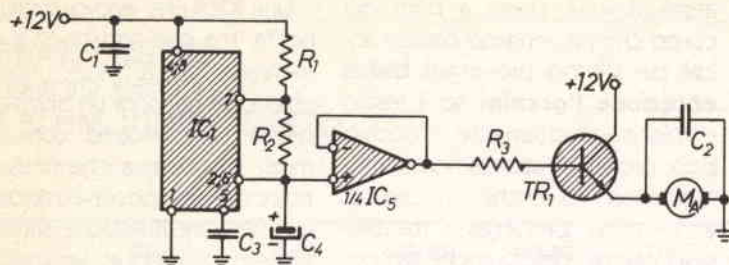 +12V
C1
4,8
R1
7
IC1
R2
+12V
C2
R3
-
+
1/4 IC5
TR1
MA
2,6
1
5
C3
+
-
C4